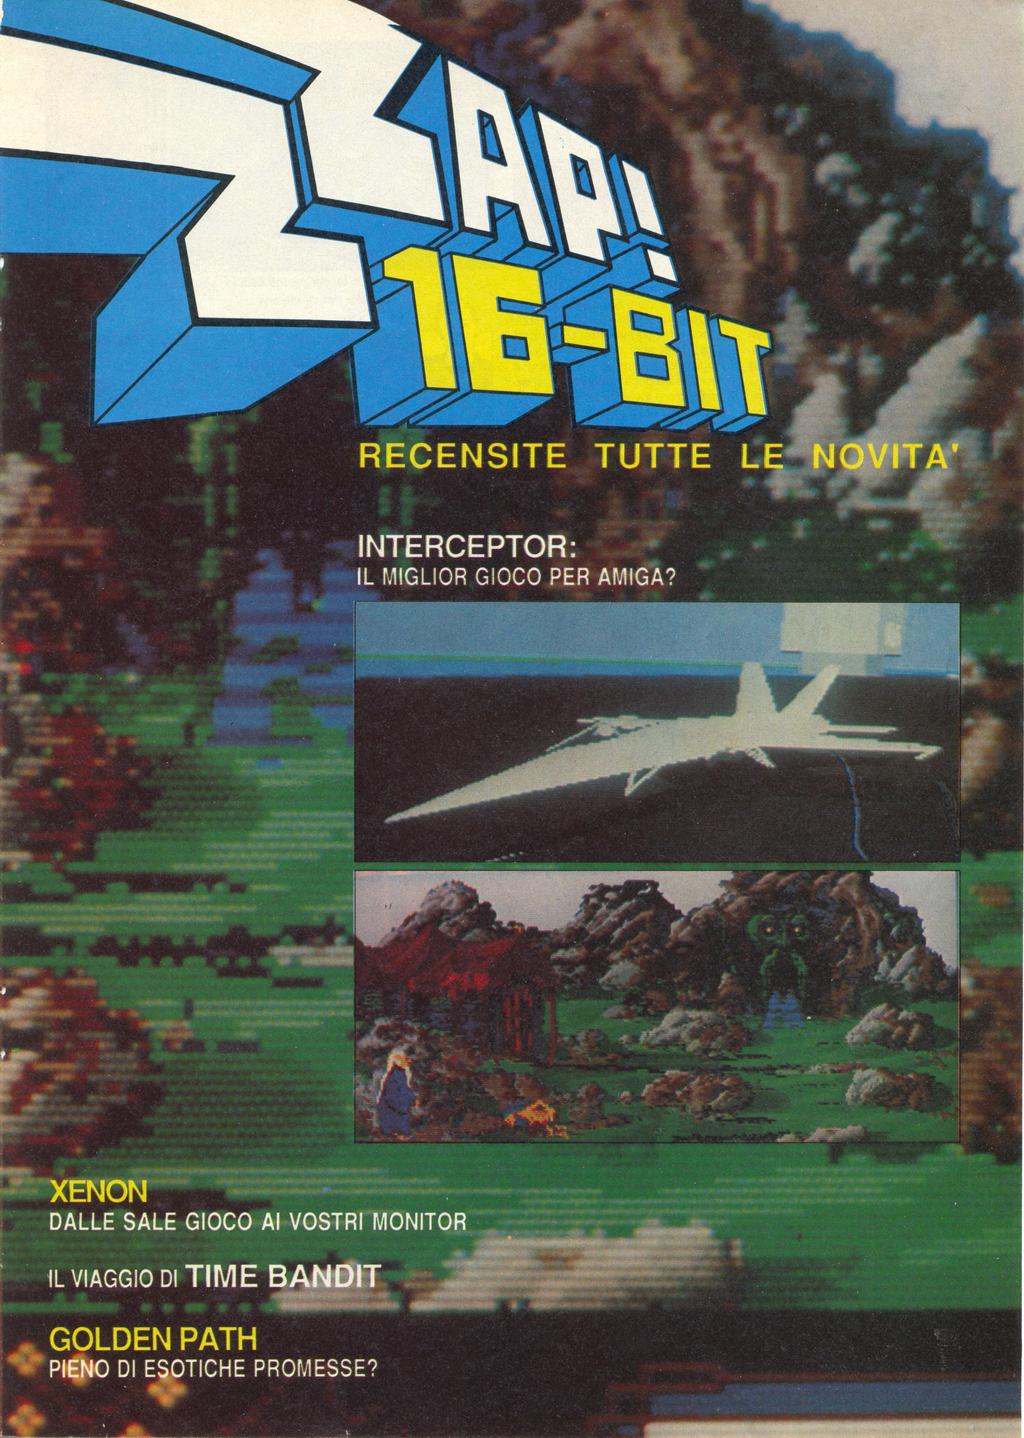 ZZAP!
16-BIT
RECENSITE TUTTE LE NOVITA'
INTERCEPTOR:
IL MIGLIOR GIOCO PER AMIGA?
XENON
DALLE SALE GIOCO AI VOSTRI MONITOR
IL VIAGGIO DI TIME BANDIT
GOLDEN PATH
PIENO DI ESOTICHE PROMESSE?